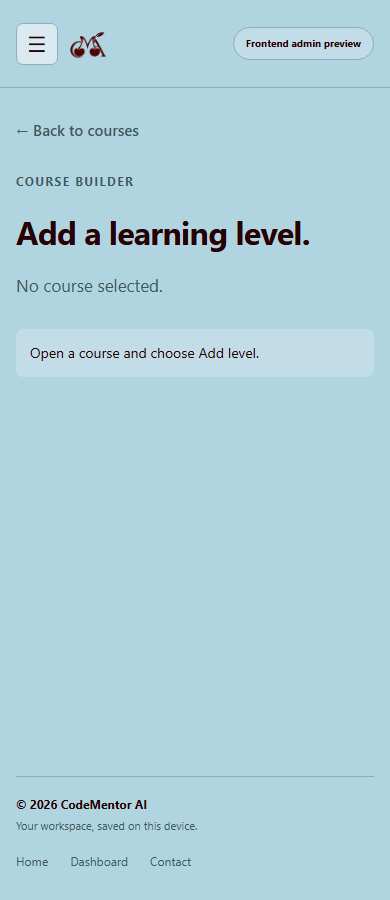 Frontend admin preview
← Back to courses
COURSE BUILDER
Add a learning level.
No course selected.
Open a course and choose Add level.
© 2026 CodeMentor AI
Your workspace, saved on this device.
Home Dashboard Contact